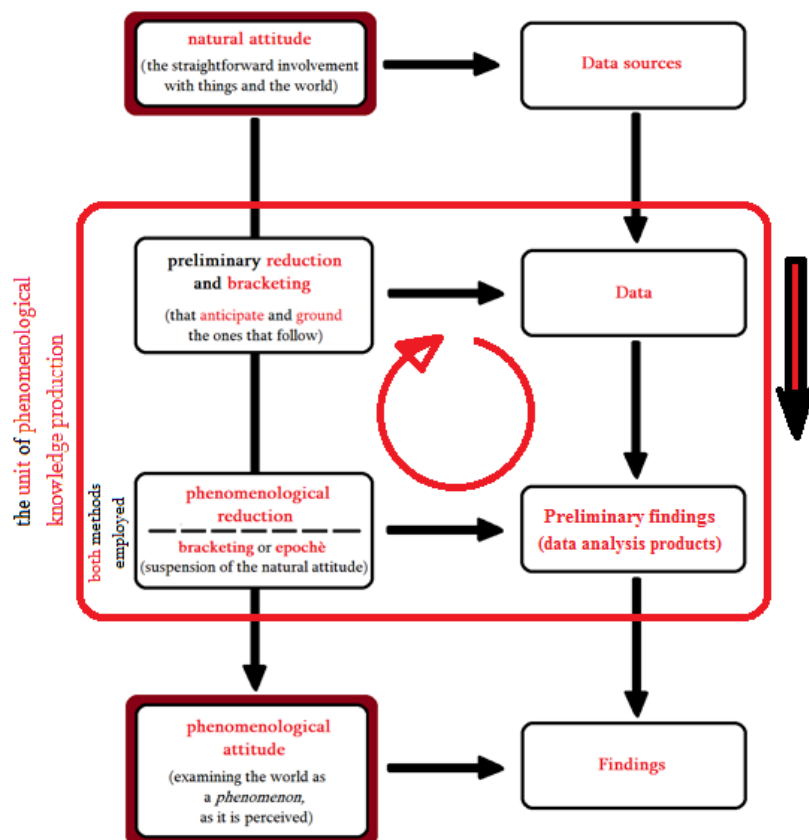 natural attitude
(the straightforward involvement
with things and the world)
Data sources
the unit of phenomenological
knowledge production
preliminary reduction
and bracketing
(that anticipate and ground
the ones that follow)
Data
both methods
employed
phenomenological
reduction
bracketing or epochè
(suspension of the natural attitude)
Preliminary findings
(data analysis products)
phenomenological
attitude
(examining the world as
a phenomenon,
as it is perceived)
Findings